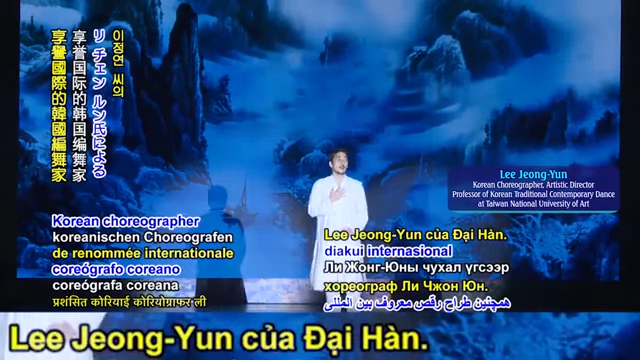 이정연 씨의
リ チェン ルン氏による
享誉国际的韩国编舞家
享譽國際的韓國編舞家
Lee Jeong-Yun
Korean Choreographer, Artistic Director
Professor of Korean Traditional Contemporary Dance
at Taiwan National University of Art
Korean choreographer
koreanischen Choreografen
de renommée internationale
coreógrafo coreano
coreógrafa coreana
प्रशंसित कोरियाई कोरियोग्राफर ली
Lee Jeong-Yun của Đại Hàn.
diakui internasional
Ли Жонг-Юны чухал үгсээр
хореограф Ли Чжон Юн.
همچنین طراح رقص معروف بین المللی
Lee Jeong-Yun của Đại Hàn.